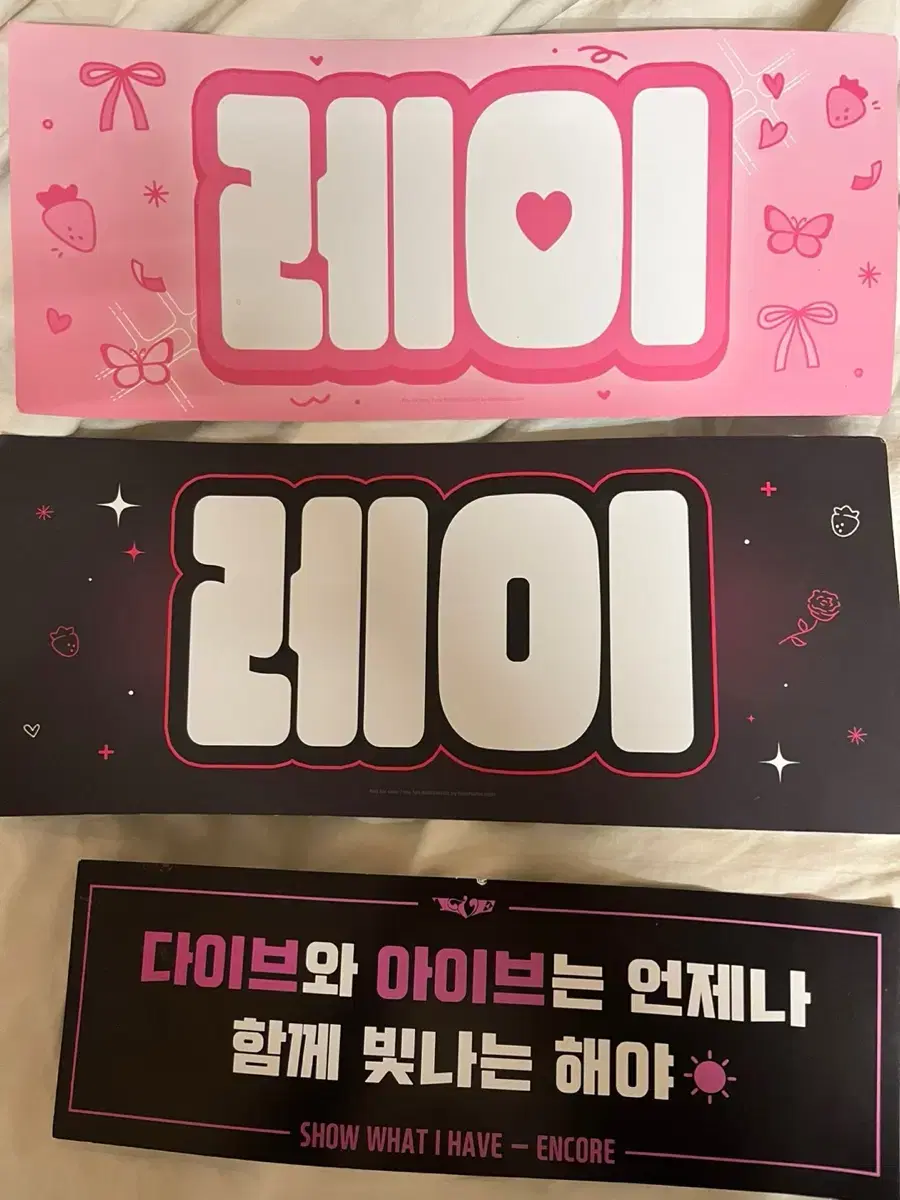 레이
레이
IVE
다이브와 아이브는 언제나
함께 빛나는 해야
SHOW WHAT I HAVE – ENCORE